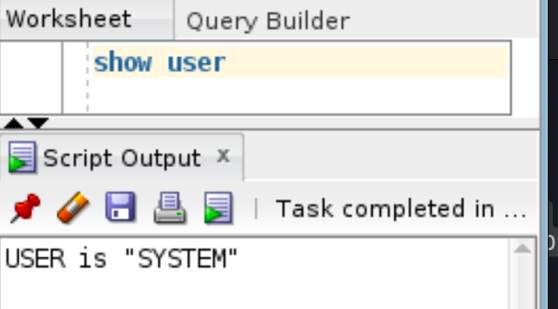 Worksheet Query Builder
show user
Script Output x
Task completed in ...
USER is "SYSTEM"